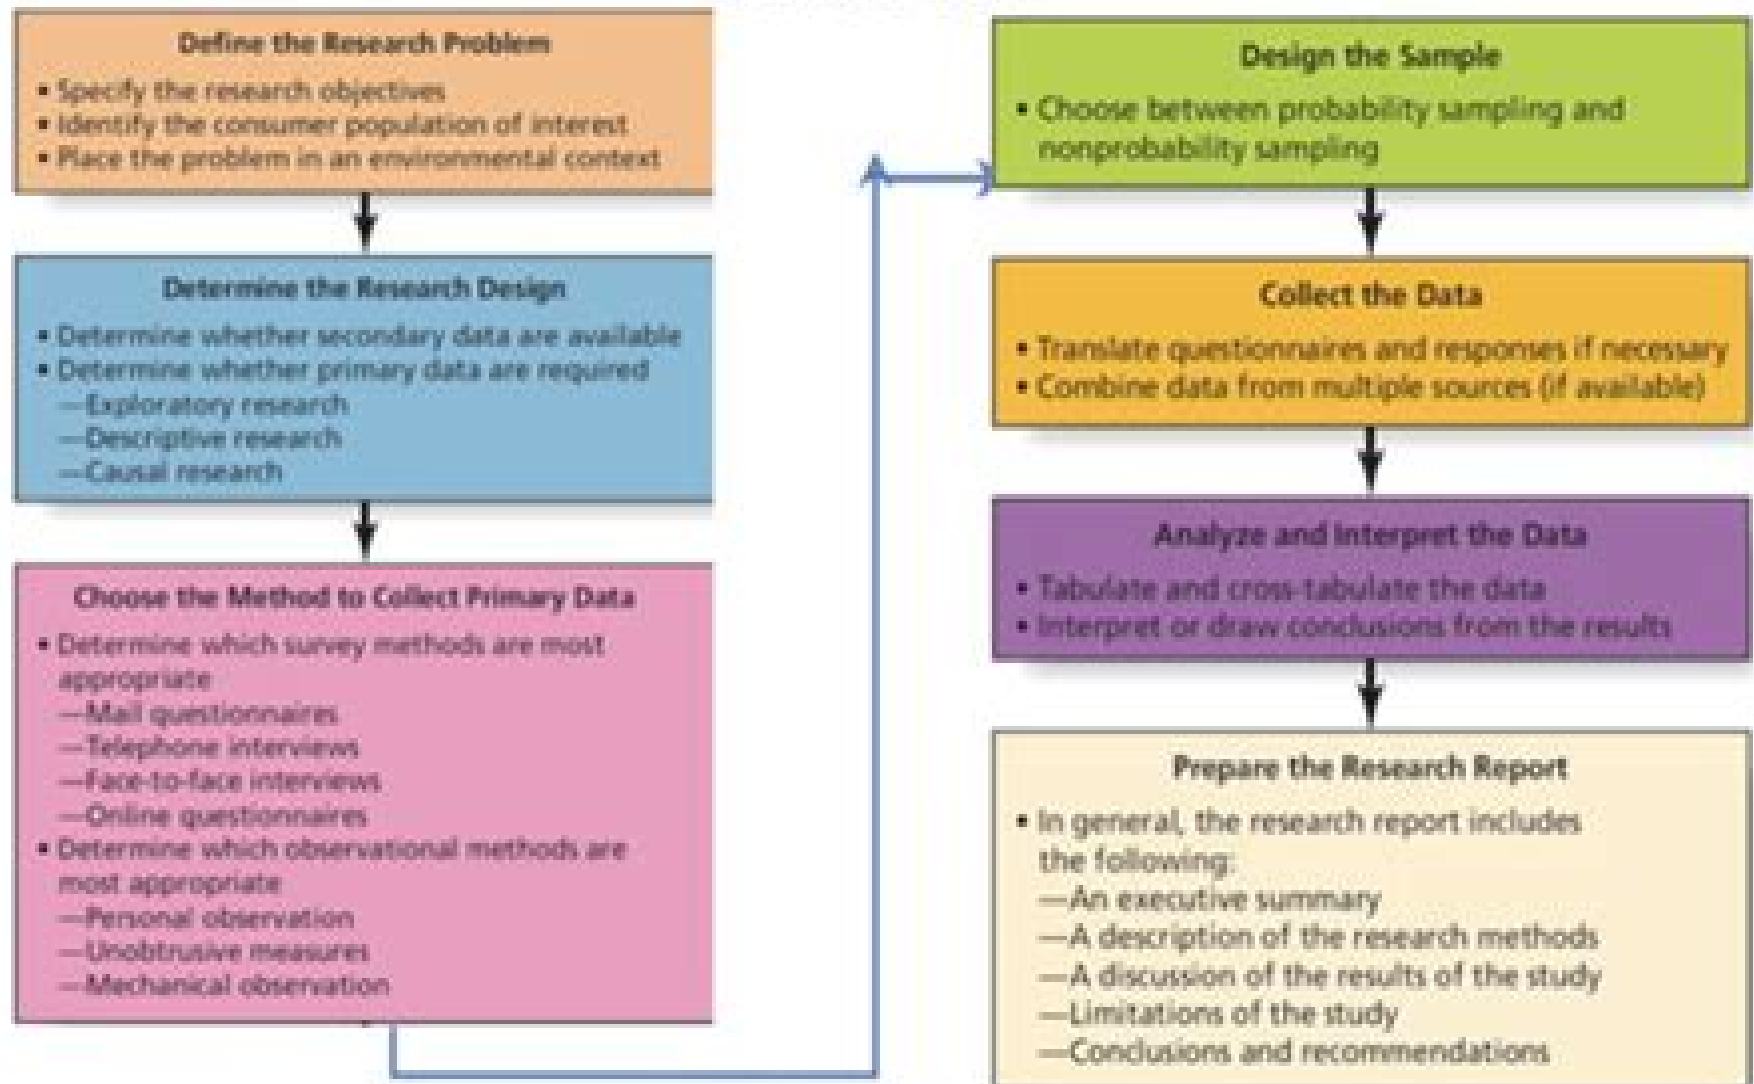 Define the Research Problem
• Specify the research objectives
• Identify the consumer population of interest
• Place the problem in an environmental context
Determine the Research Design
• Determine whether secondary data are available
• Determine whether primary data are required
—Exploratory research
—Descriptive research
—Causal research
Choose the Method to Collect Primary Data
• Determine which survey methods are most
appropriate
—Mail questionnaires
—Telephone interviews
—Face-to-face interviews
—Online questionnaires
• Determine which observational methods are
most appropriate
—Personal observation
—Unobtrusive measures
—Mechanical observation
Design the Sample
• Choose between probability sampling and
nonprobability sampling
Collect the Data
• Translate questionnaires and responses if necessary
• Combine data from multiple sources (if available)
Analyze and Interpret the Data
• Tabulate and cross-tabulate the data
• Interpret or draw conclusions from the results
Prepare the Research Report
• In general, the research report includes
the following:
—An executive summary
—A description of the research methods
—A discussion of the results of the study
—Limitations of the study
—Conclusions and recommendations